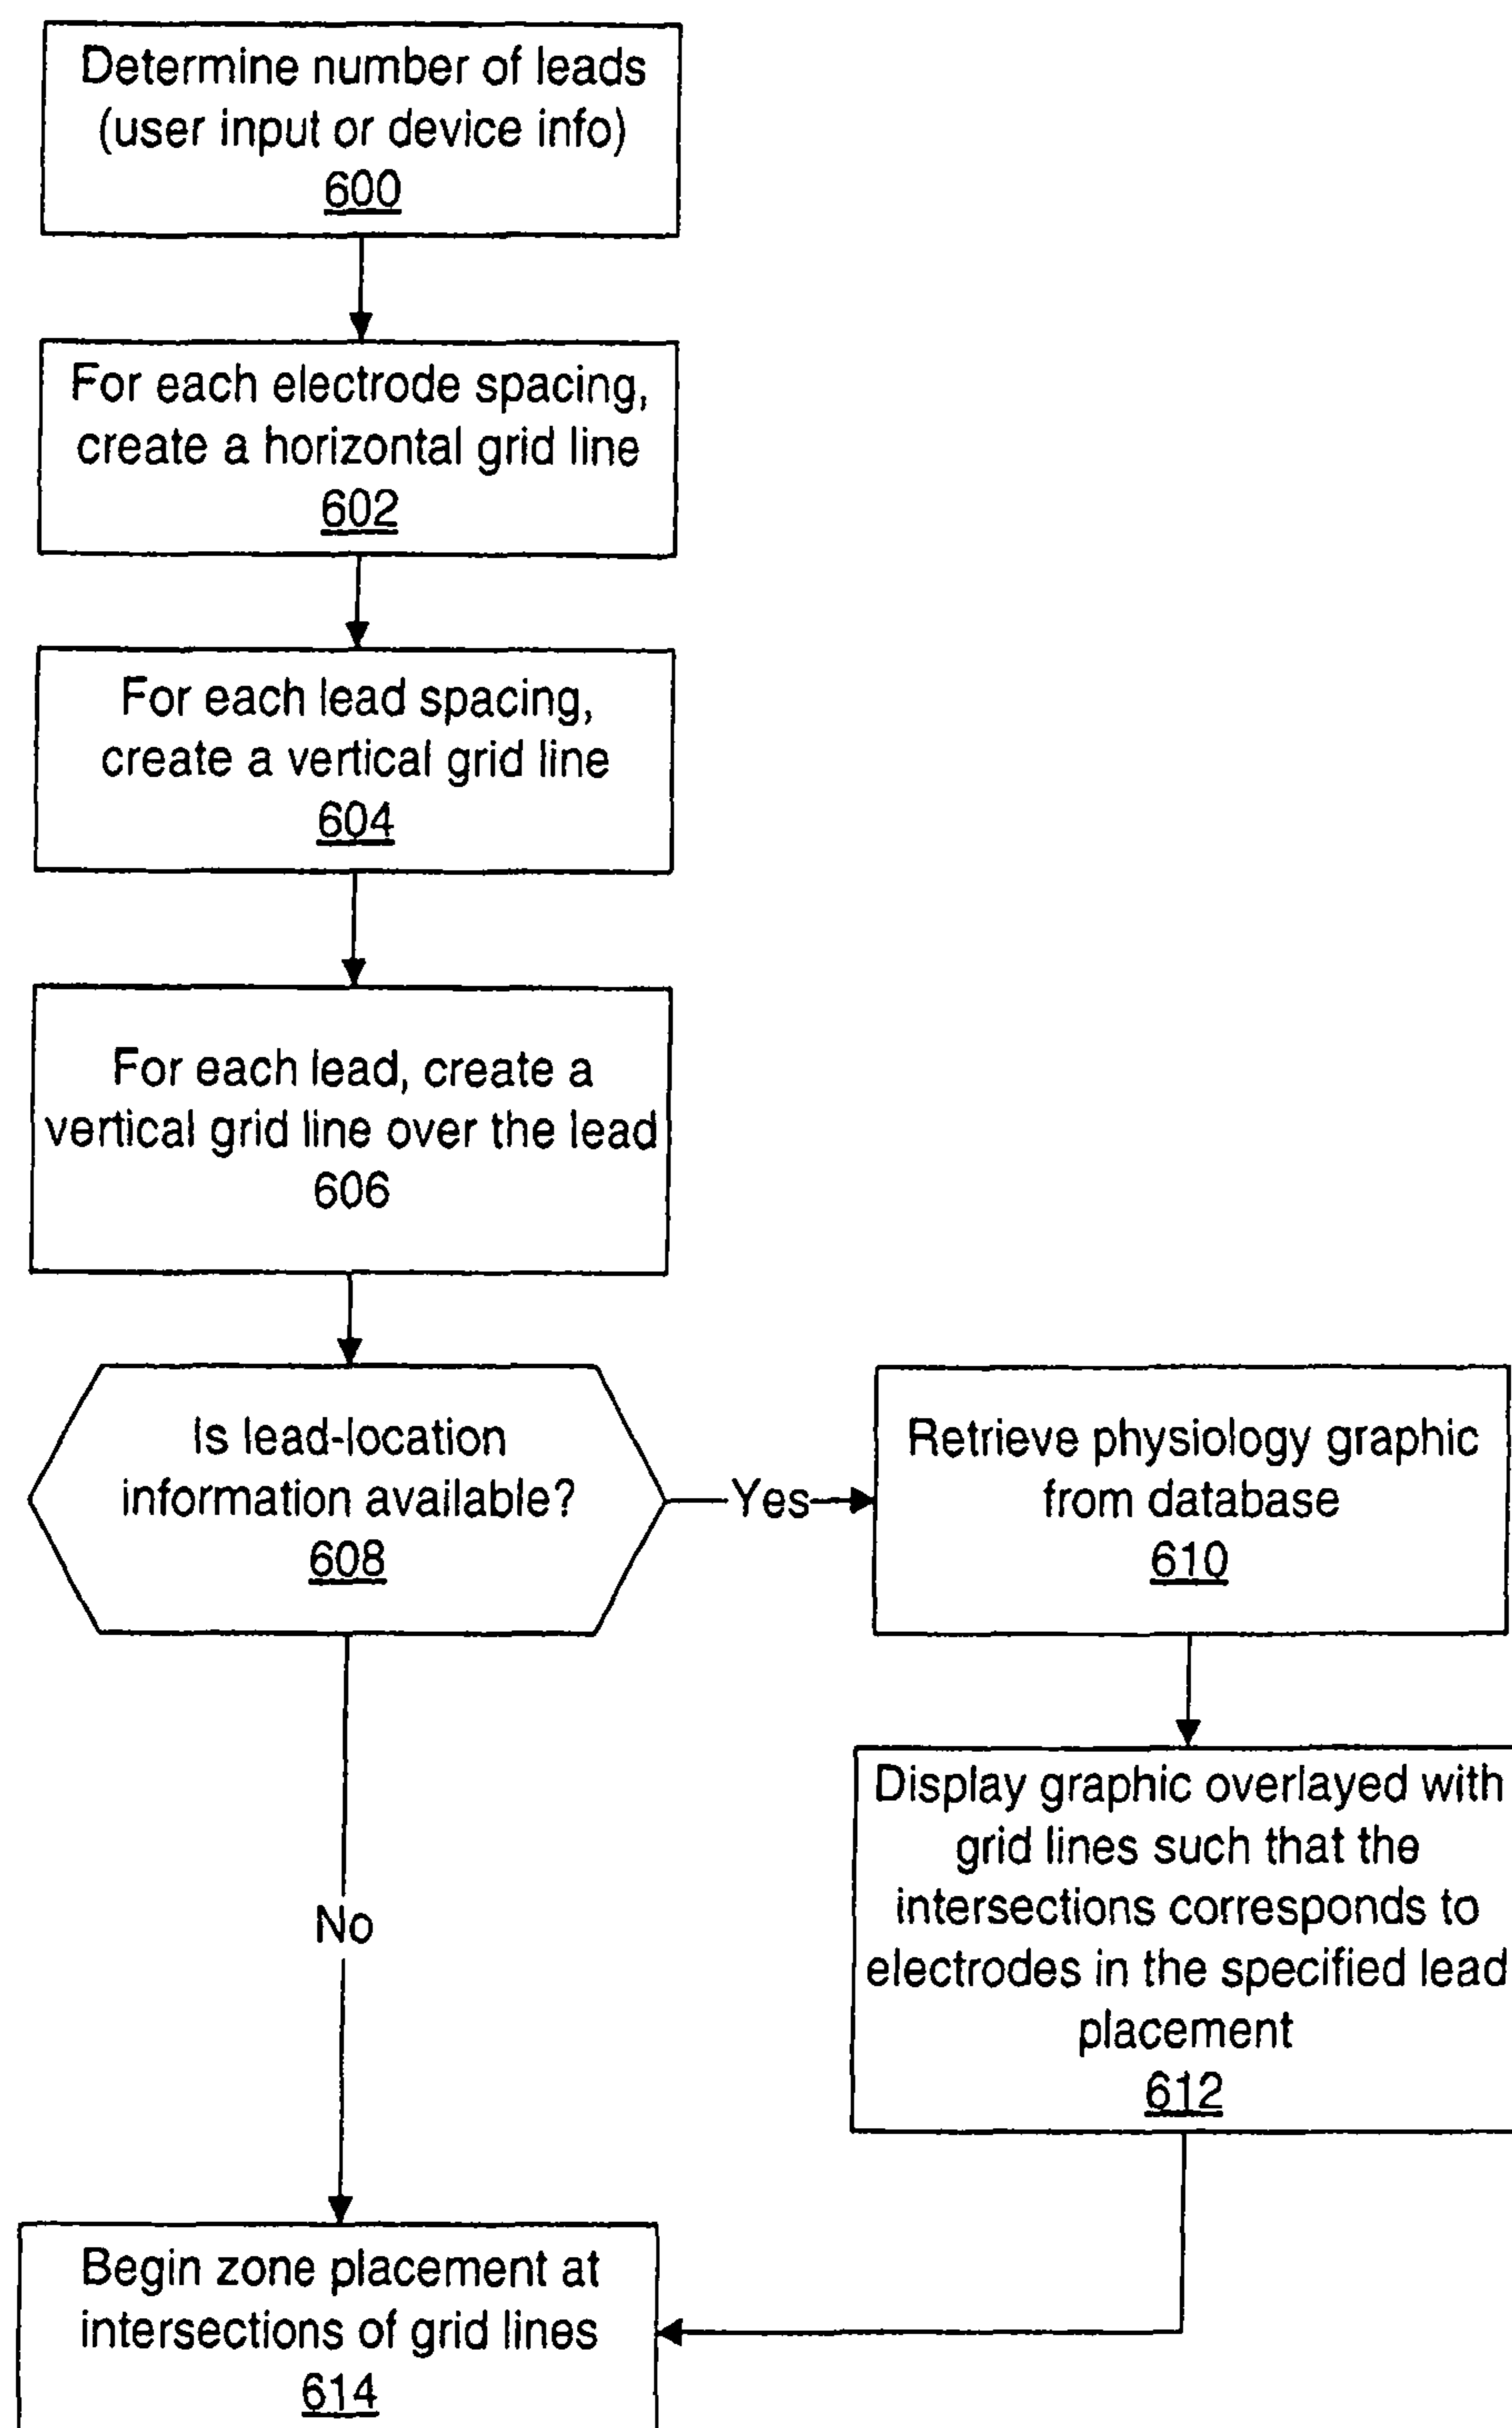 Determine number of leads
(user input or device info)
600
For each electrode spacing,
create a horizontal grid line
602
For each lead spacing,
create a vertical grid line
604
For each lead, create a
vertical grid line over the lead
606
Is lead-location
information available?
608
Yes
Retrieve physiology graphic
from database
610
Display graphic overlayed with
grid lines such that the
intersections corresponds to
electrodes in the specified lead
placement
612
No
Begin zone placement at
intersections of grid lines
614